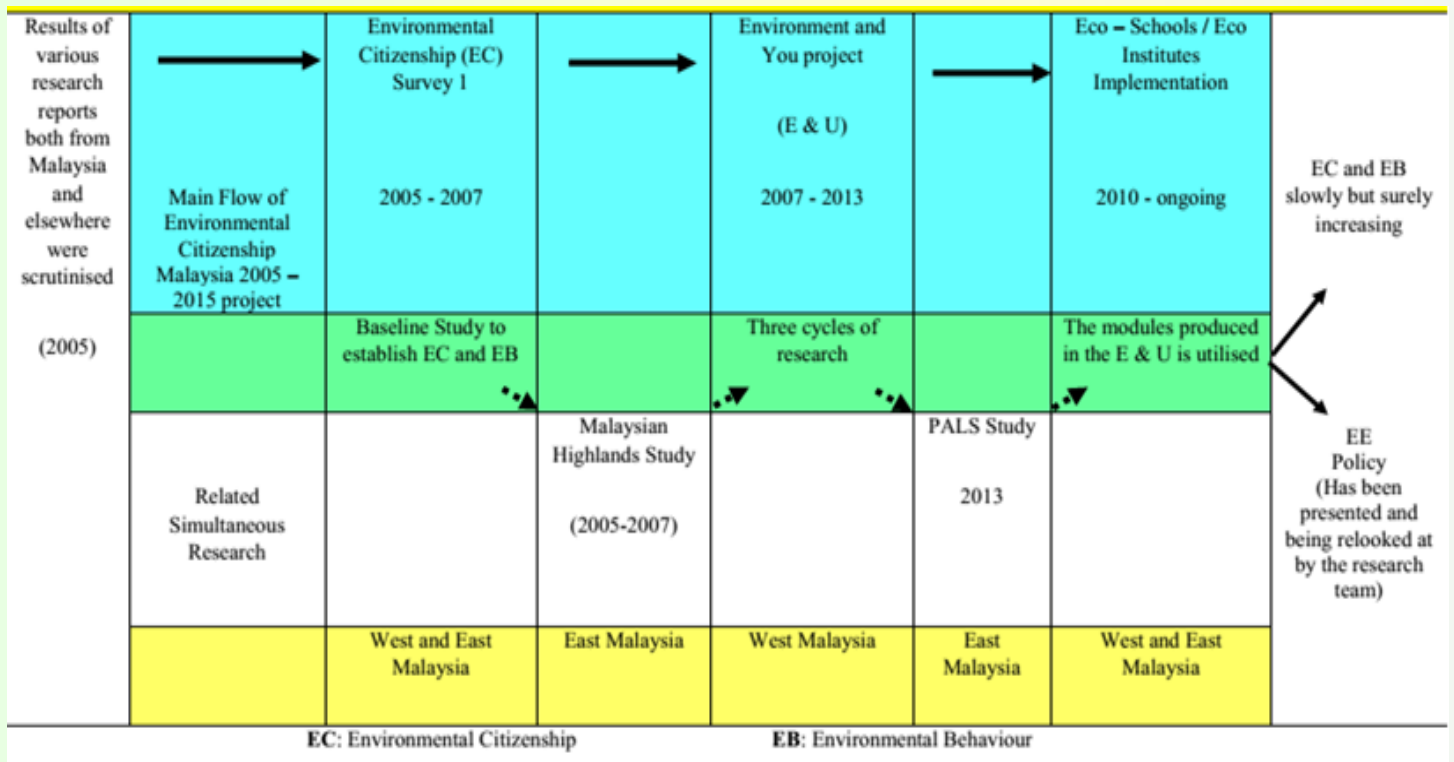 Results of
various
research
reports
both from
Malaysia
and
elsewhere
were
scrutinised
(2005)
Main Flow of
Environmental
Citizenship
Malaysia 2005 –
2015 project
Environmental
Citizenship (EC)
Survey 1
2005 - 2007
Environment and
You project
(E & U)
2007 - 2013
Eco – Schools / Eco
Institutes
Implementation
2010 - ongoing
EC and EB
slowly but surely
increasing
Baseline Study to
establish EC and EB
Three cycles of
research
The modules produced
in the E & U is utilised
Related
Simultaneous
Research
Malaysian
Highlands Study
(2005-2007)
PALS Study
2013
EE
Policy
(Has been
presented and
being relooked at
by the research
team)
West and East
Malaysia
East Malaysia
West Malaysia
East
Malaysia
West and East
Malaysia
EC: Environmental Citizenship
EB: Environmental Behaviour